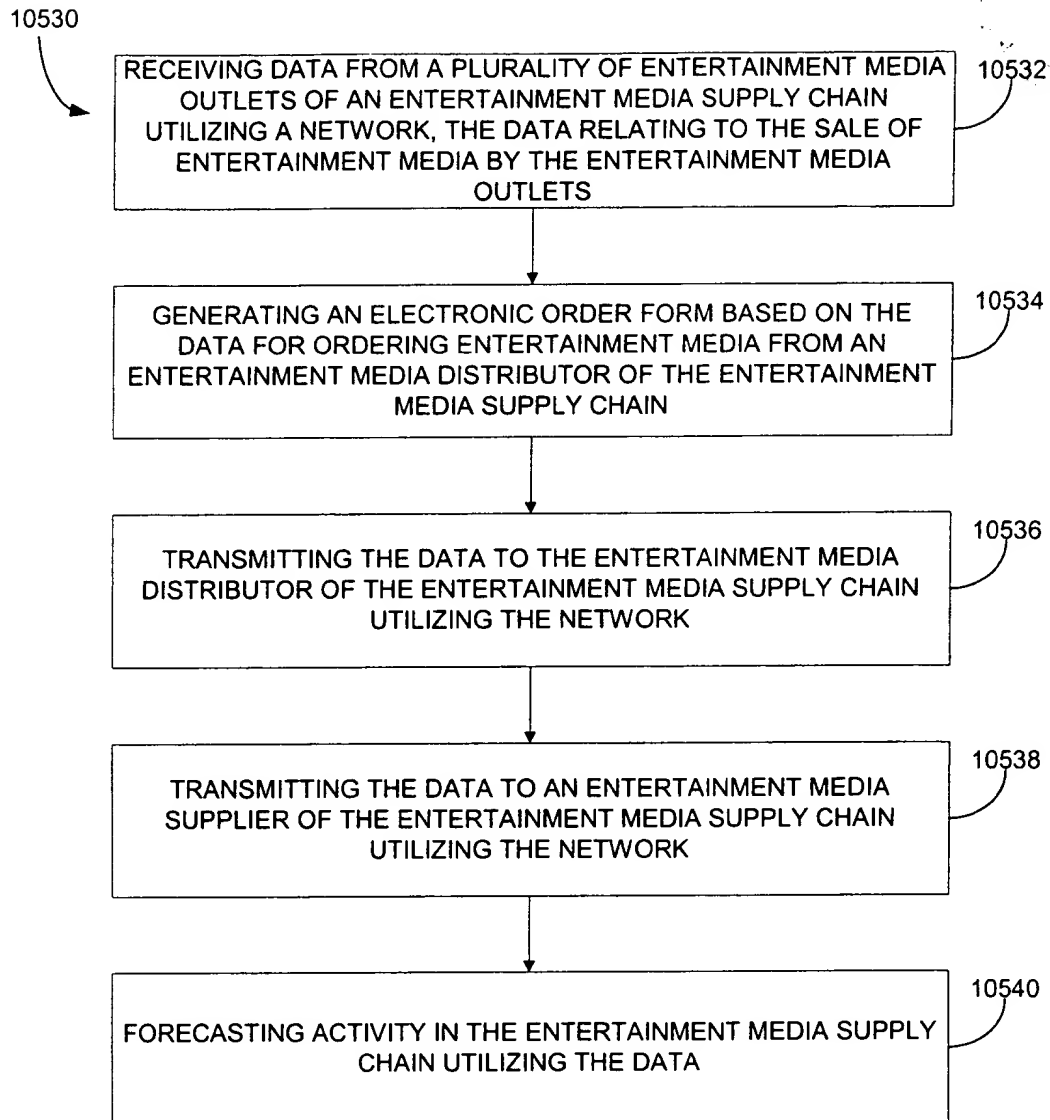 10530
RECEIVING DATA FROM A PLURALITY OF ENTERTAINMENT MEDIA
OUTLETS OF AN ENTERTAINMENT MEDIA SUPPLY CHAIN
UTILIZING A NETWORK, THE DATA RELATING TO THE SALE OF
ENTERTAINMENT MEDIA BY THE ENTERTAINMENT MEDIA
OUTLETS
10532
GENERATING AN ELECTRONIC ORDER FORM BASED ON THE
DATA FOR ORDERING ENTERTAINMENT MEDIA FROM AN
ENTERTAINMENT MEDIA DISTRIBUTOR OF THE ENTERTAINMENT
MEDIA SUPPLY CHAIN
10534
TRANSMITTING THE DATA TO THE ENTERTAINMENT MEDIA
DISTRIBUTOR OF THE ENTERTAINMENT MEDIA SUPPLY CHAIN
UTILIZING THE NETWORK
10536
TRANSMITTING THE DATA TO AN ENTERTAINMENT MEDIA
SUPPLIER OF THE ENTERTAINMENT MEDIA SUPPLY CHAIN
UTILIZING THE NETWORK
10538
FORECASTING ACTIVITY IN THE ENTERTAINMENT MEDIA SUPPLY
CHAIN UTILIZING THE DATA
10540